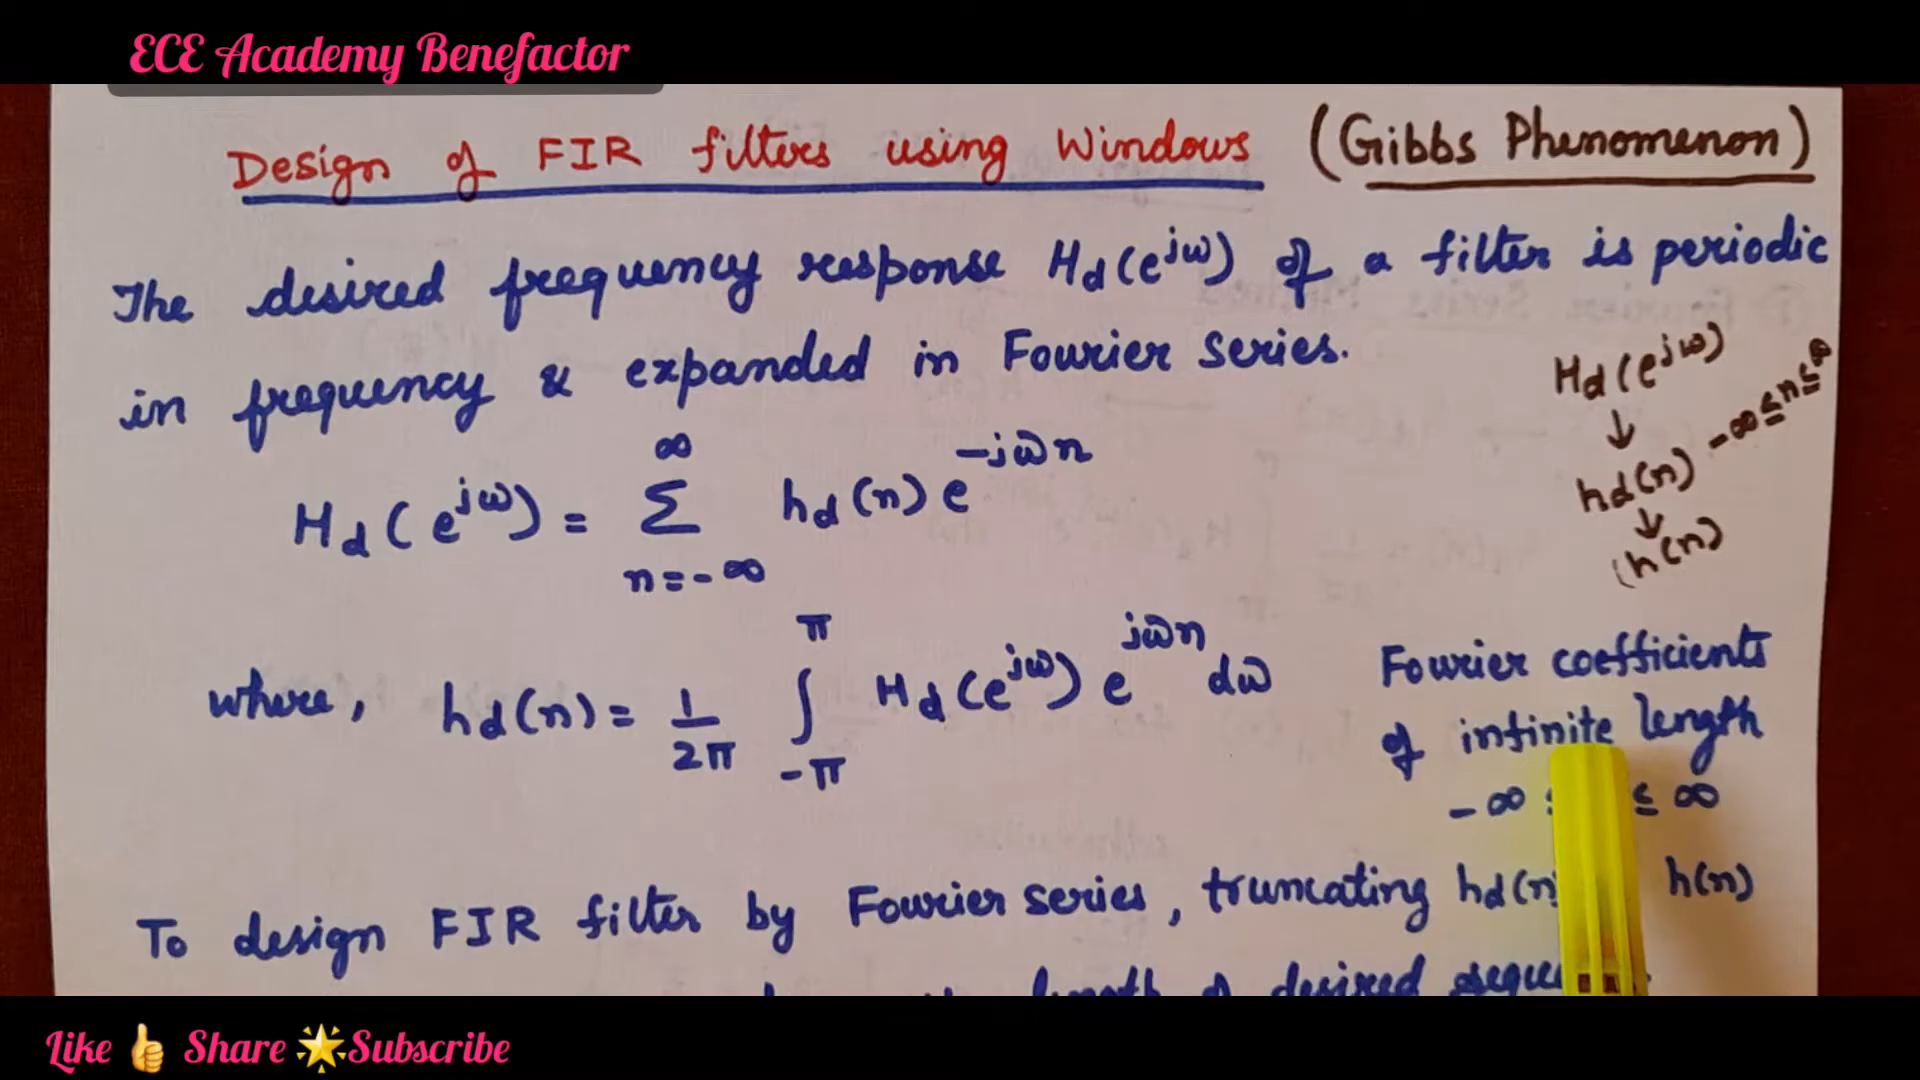 ECE Academy Benefactor
Design of FIR filters using Windows (Gibbs Phenomenon)
The desired frequency response Hd(e^jω) of a filter is periodic
in frequency & expanded in Fourier series.
Hd(e^jω)
↓
hd(n) -∞≤n≤∞
↓
h(n)
Hd(e^jω) = ∞ Σ n=-∞ hd(n) e^-jωn
where, hd(n) = 1/2π ∫ π -π Hd(e^jω) e^jωn dω
Fourier coefficients
of infinite length
-∞ ≤ ∞
To design FIR filter by Fourier series, truncating hd(n) h(n)
length of desired
Like 👍 Share 🌟Subscribe